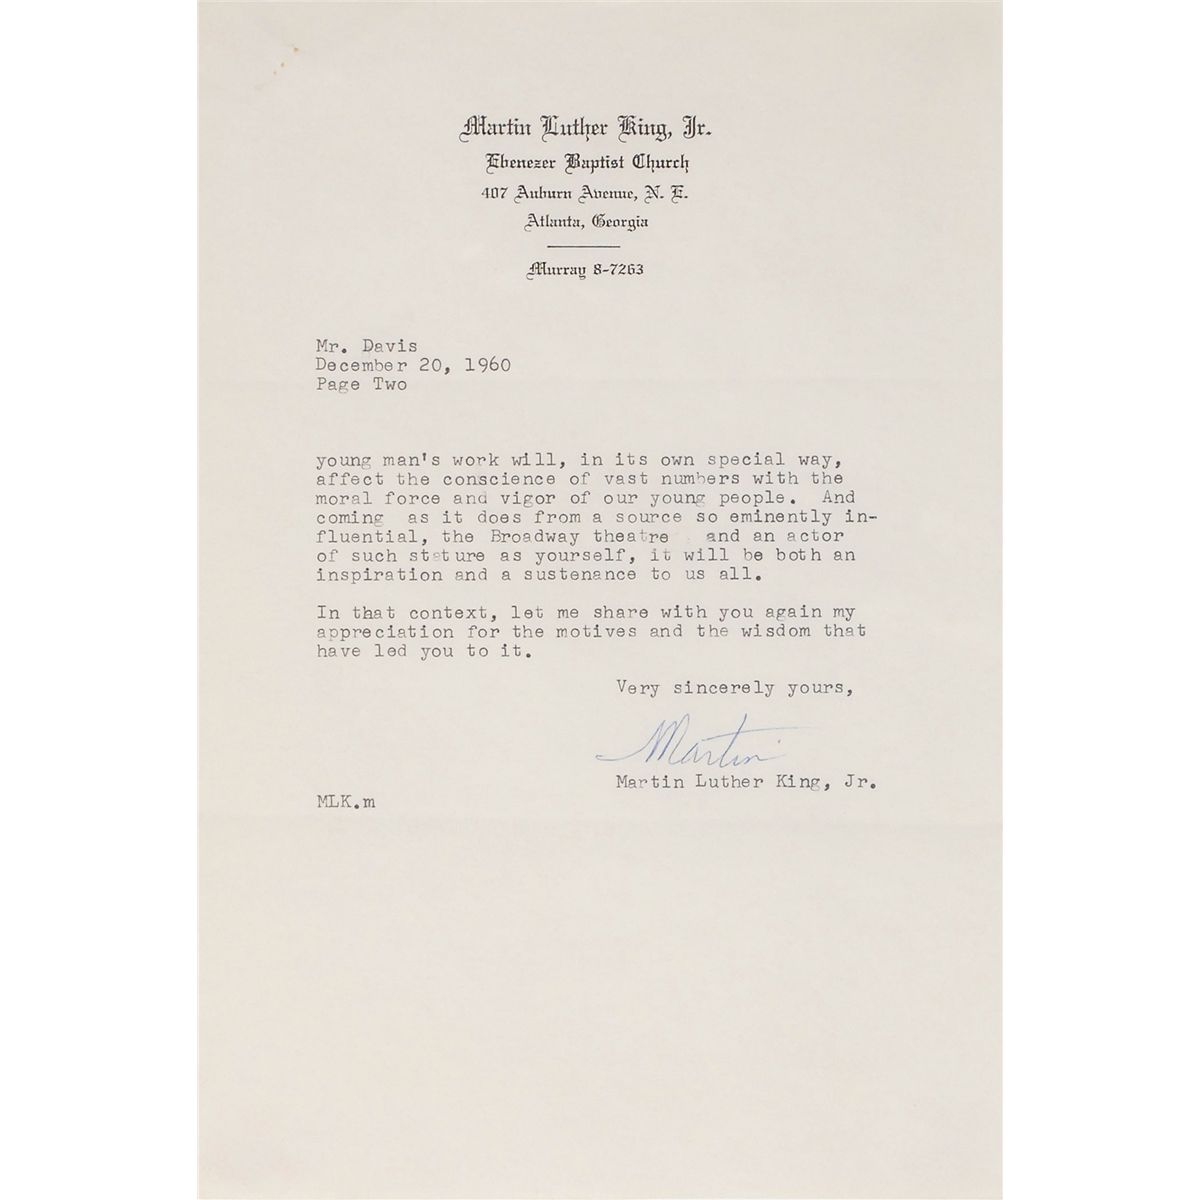 Martin Luther King, Jr.
Ebenezer Baptist Church
407 Auburn Avenue, N. E.
Atlanta, Georgia
Murray 8-7263
Mr. Davis
December 20, 1960
Page Two
young man's work will, in its own special way,
affect the conscience of vast numbers with the
moral force and vigor of our young people. And
coming as it does from a source so eminently in-
fluential, the Broadway theatre and an actor
of such stature as yourself, it will be both an
inspiration and a sustenance to us all.
In that context, let me share with you again my
appreciation for the motives and the wisdom that
have led you to it.
Very sincerely yours,
Martin
Martin Luther King, Jr.
MLK.m